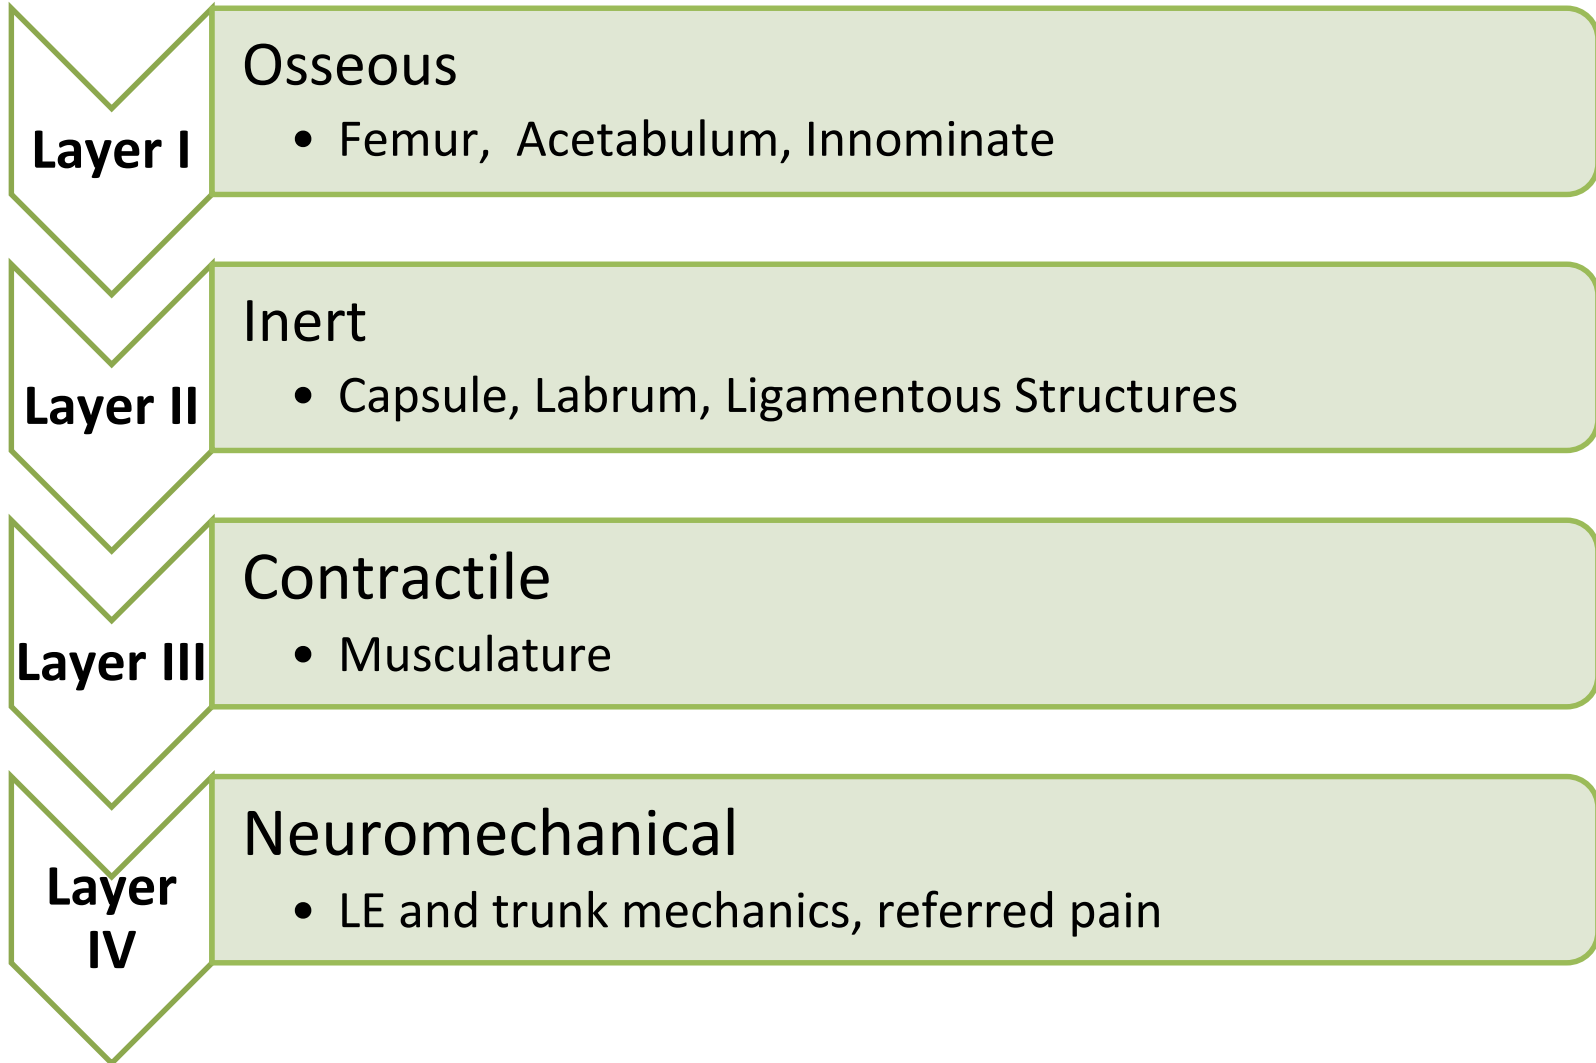 Osseous
Layer I
• Femur,  Acetabulum, Innominate
Inert
Layer II
• Capsule, Labrum, Ligamentous Structures
Contractile
Layer III
• Musculature
Neuromechanical
Layer
IV
• LE and trunk mechanics, referred pain